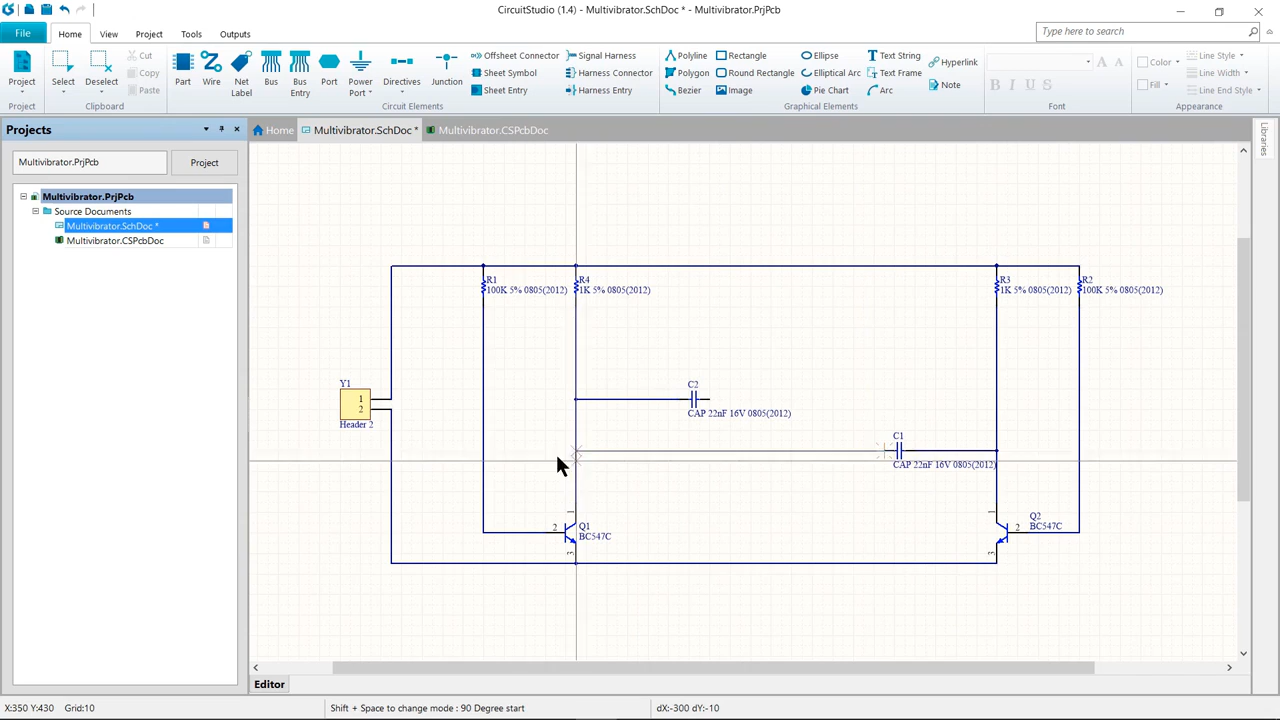 CircuitStudio (1.4) - Multivibrator.SchDoc * - Multivibrator.PrjPcb
File Home View Project Tools Outputs
Type Here to Search
Project Select Deselect Cut Copy Paste
Part Wire Net Label Bus Bus Entry Port Power Port Directives Junction
Offsheet Connector Signal Harness
Sheet Symbol Harness Connector
Sheet Entry Harness Entry
Polyline Rectangle Ellipse Text String Hyperlink
Polygon Round Rectangle Elliptical Arc Text Frame Note
Bezier Image Pie Chart Arc
A A
B I U S
Color Line Style
Line Width
Fill Line End Style
Project Clipboard Circuit Elements Graphical Elements Font Appearance
Projects
Home Multivibrator.SchDoc * Multivibrator.CSPcbDoc
Libraries
Multivibrator.PrjPcb Project
Multivibrator.PrjPcb
Source Documents
Multivibrator.SchDoc *
Multivibrator.CSPcbDoc
R1
100K 5% 0805(2012)
R4
1K 5% 0805(2012)
R3
1K 5% 0805(2012)
R2
100K 5% 0805(2012)
Y1
1
2
Header 2
C2
CAP 22nF 16V 0805(2012)
C1
CAP 22nF 16V 0805(2012)
1
2
3
Q1
BC547C
1
2
3
Q2
BC547C
Editor
X:350 Y:430 Grid:10 Shift + Space to change mode : 90 Degree start dX:-300 dY:-10